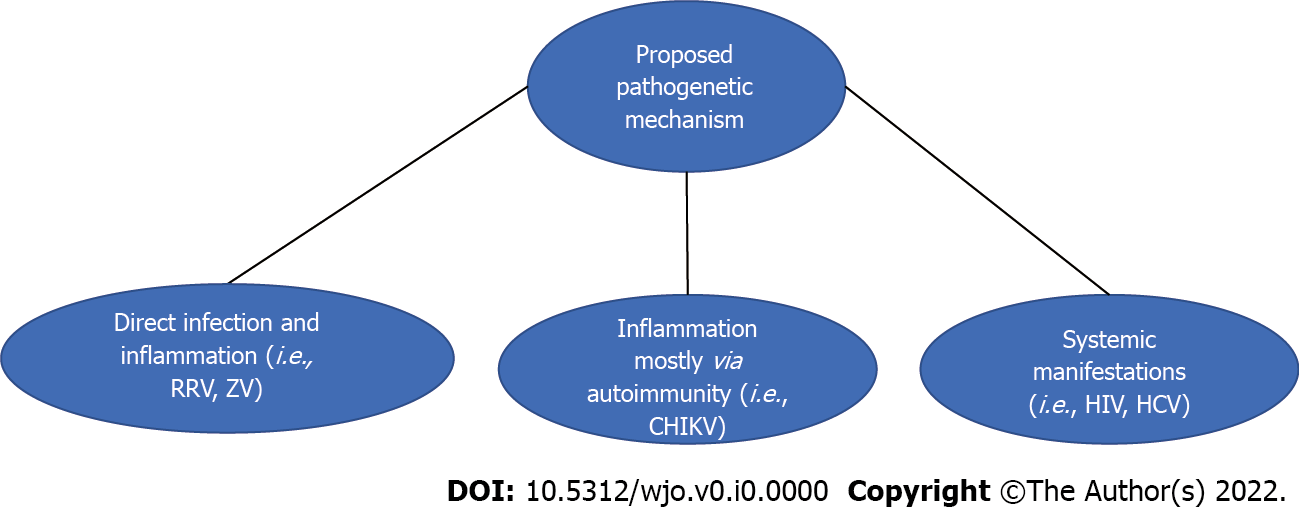 Proposed
pathogenetic
mechanism
Direct infection and
inflammation (i.e.,
RRV, ZV)
Inflammation
mostly via
autoimmunity (i.e.,
CHIKV)
Systemic
manifestations
(i.e., HIV, HCV)
DOI: 10.5312/wjo.v0.i0.0000 Copyright ©The Author(s) 2022.